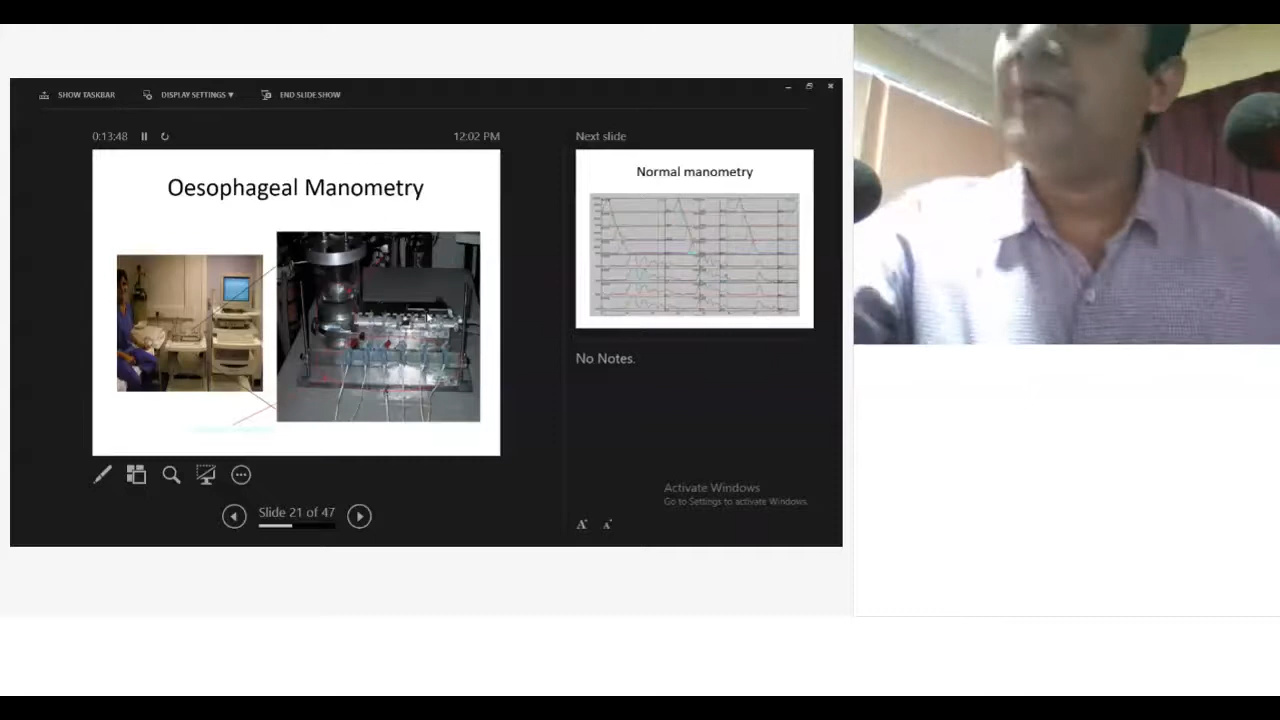 SHOW TASKBAR
DISPLAY SETTINGS ▾
END SLIDE SHOW
0:13:48
12:02 PM
Next slide
Oesophageal Manometry
Normal manometry
No Notes.
Activate Windows
Go to Settings to activate Windows.
Slide 21 of 47
A A